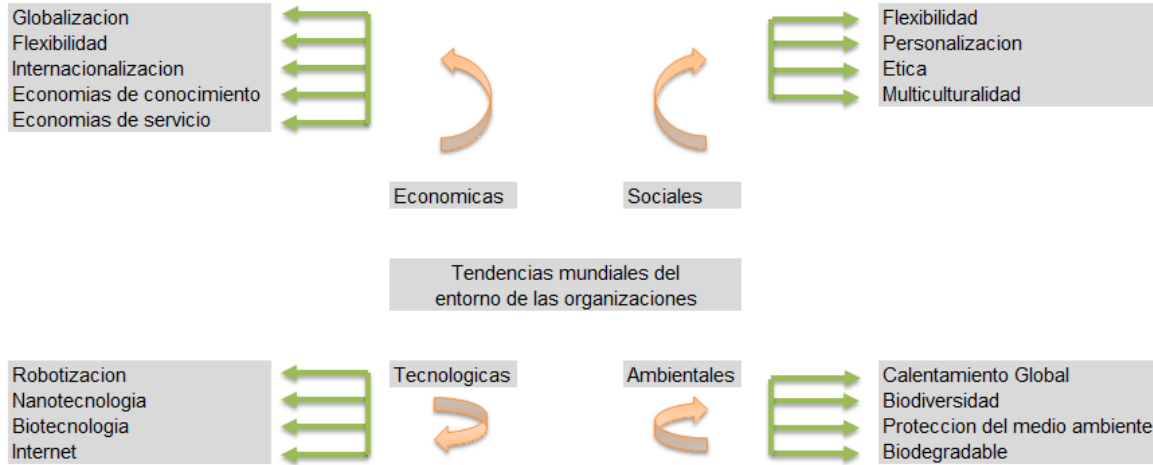 Globalizacion
Flexibilidad
Internacionalizacion
Economias de conocimiento
Economias de servicio
Flexibilidad
Personalizacion
Etica
Multiculturalidad
Economicas
Sociales
Tendencias mundiales del
entorno de las organizaciones
Robotizacion
Nanotecnologia
Biotecnologia
Internet
Tecnologicas
Ambientales
Calentamiento Global
Biodiversidad
Proteccion del medio ambiente
Biodegradable